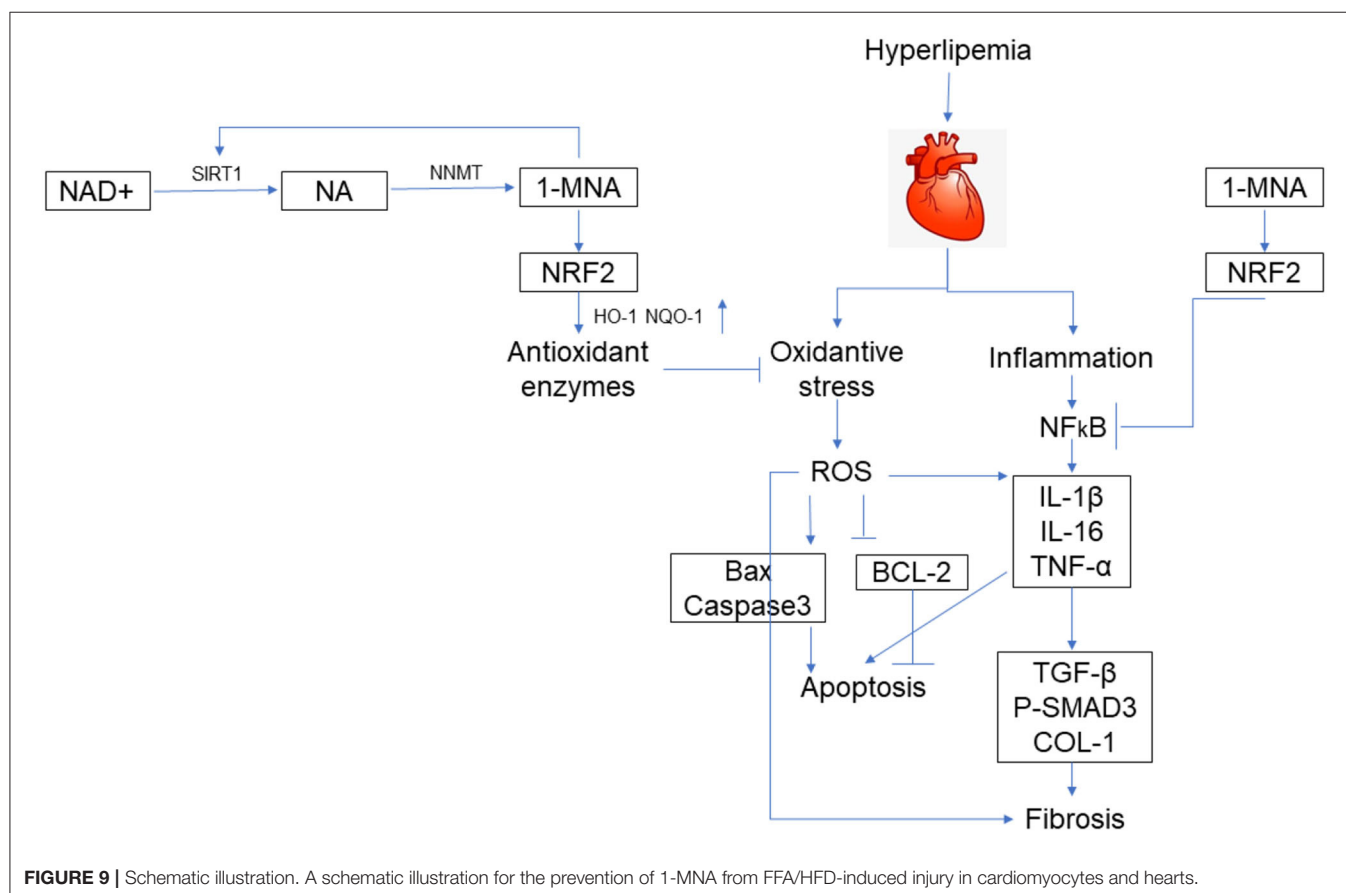 Hyperlipemia
SIRT1
NNMT
NAD+
NA
1-MNA
1-MNA
NRF2
NRF2
HO-1 NQO-1
Antioxidant
enzymes
Oxidantive
stress
Inflammation
NFkB
ROS
IL-1β
IL-16
TNF-α
Bax
Caspase3
BCL-2
Apoptosis
TGF-β
P-SMAD3
COL-1
Fibrosis
FIGURE 9 | Schematic illustration. A schematic illustration for the prevention of 1-MNA from FFA/HFD-induced injury in cardiomyocytes and hearts.